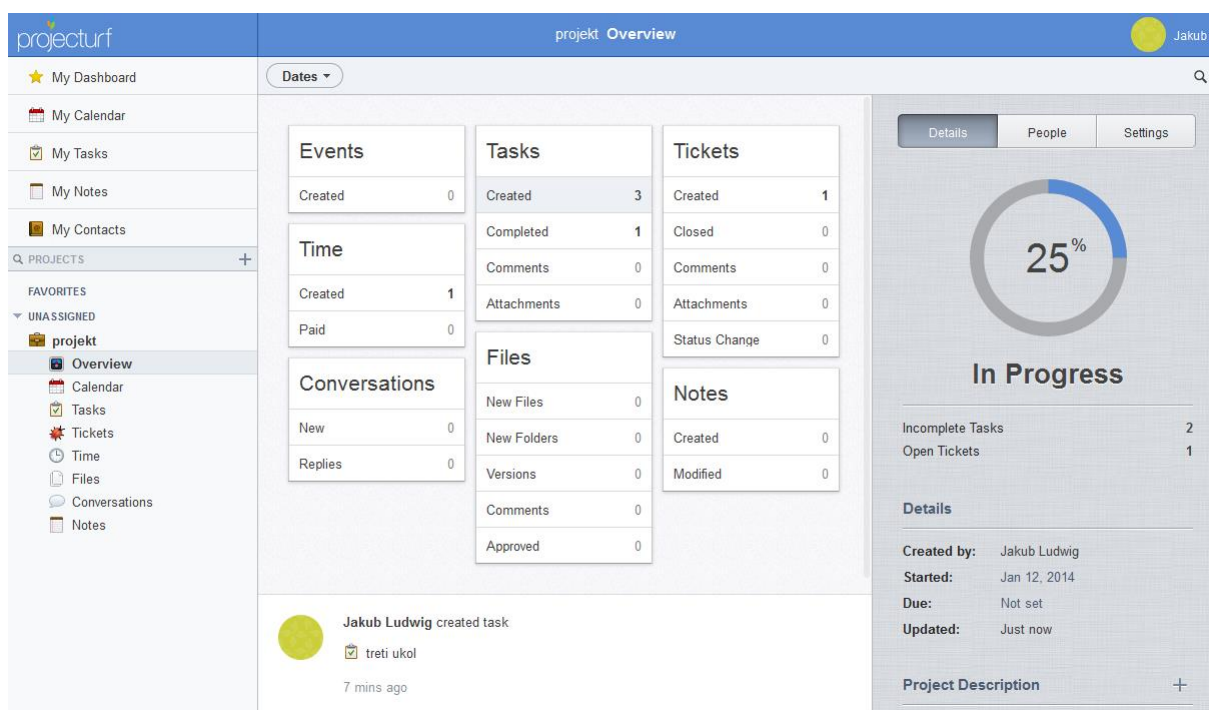 projecturf
projekt Overview
Jakub
My Dashboard
My Calendar
My Tasks
My Notes
My Contacts
PROJECTS +
FAVORITES
UNASSIGNED
projekt
Overview
Calendar
Tasks
Tickets
Time
Files
Conversations
Notes
Dates
Events
Created 0
Time
Created 1
Paid 0
Conversations
New 0
Replies 0
Tasks
Created 3
Completed 1
Comments 0
Attachments 0
Files
New Files 0
New Folders 0
Versions 0
Comments 0
Approved 0
Tickets
Created 1
Closed 0
Comments 0
Attachments 0
Status Change 0
Notes
Created 0
Modified 0
Jakub Ludwig created task
treti ukol
7 mins ago
Details People Settings
25%
In Progress
Incomplete Tasks 2
Open Tickets 1
Details
Created by: Jakub Ludwig
Started: Jan 12, 2014
Due: Not set
Updated: Just now
Project Description +